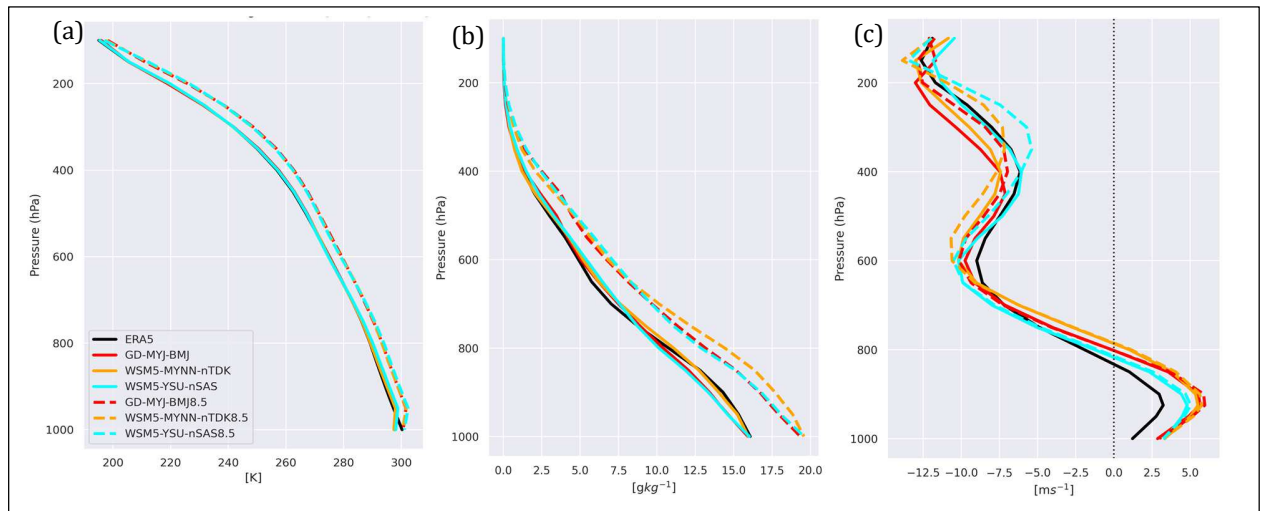 (a)
200
400
600
800
1000
Pressure (hPa)
ERA5
GD-MYJ-BMJ
WSM5-MYNN-nTDK
WSM5-YSU-nSAS
GD-MYJ-BMJ8.5
WSM5-MYNN-nTDK8.5
WSM5-YSU-nSAS8.5
200 220 240 260 280 300
[K]
(b)
200
400
600
800
1000
Pressure (hPa)
0.0 2.5 5.0 7.5 10.0 12.5 15.0 17.5 20.0
[gkg⁻¹]
(c)
200
400
600
800
1000
Pressure (hPa)
−12.5 −10.0 −7.5 −5.0 −2.5 0.0 2.5 5.0
[ms⁻¹]